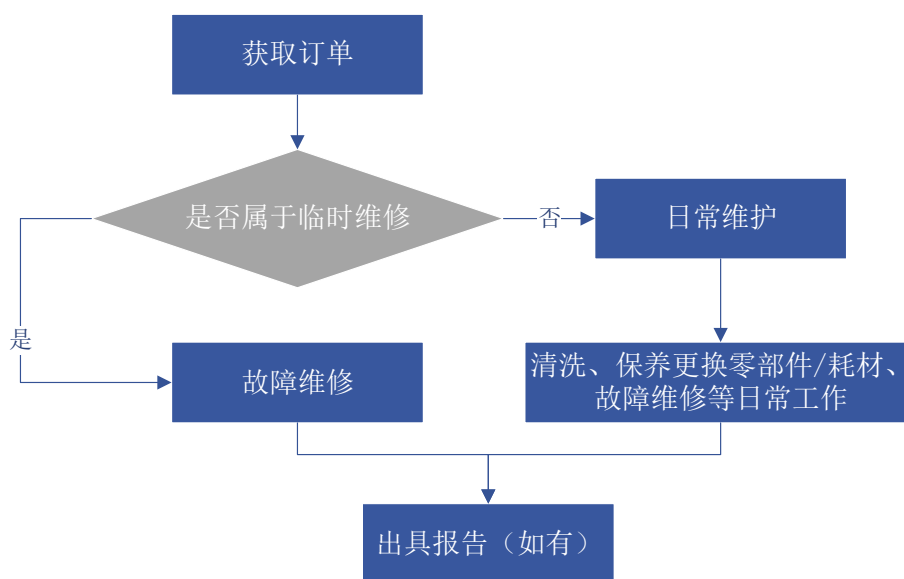 获取订单
是否属于临时维修
否
日常维护
是
故障维修
清洗、保养更换零部件/耗材、
故障维修等日常工作
出具报告（如有）